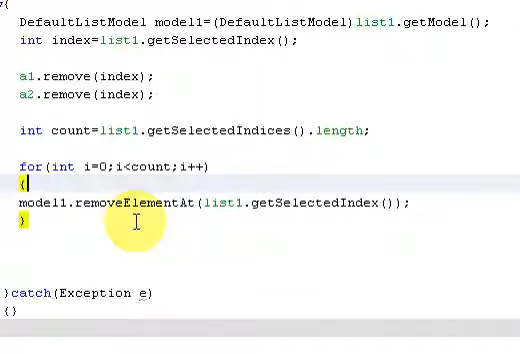 {
DefaultListModel model1=(DefaultListModel)list1.getModel();
int index=list1.getSelectedIndex();
a1.remove(index);
a2.remove(index);
int count=list1.getSelectedIndices().length;
for(int i=0;i<count;i++)
{
model1.removeElementAt(list1.getSelectedIndex());
}
}catch(Exception e)
{}